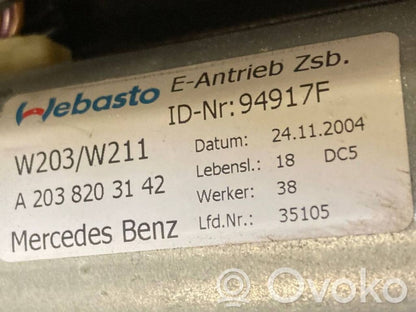 Webasto E-Antrieb Zsb.
ID-Nr: 94917F
W203/W211
A 203 820 31 42
Mercedes Benz
Datum: 24.11.2004
Lebensl.: 18 DC5
Werker: 38
Lfd.Nr.: 35105
Ovoko